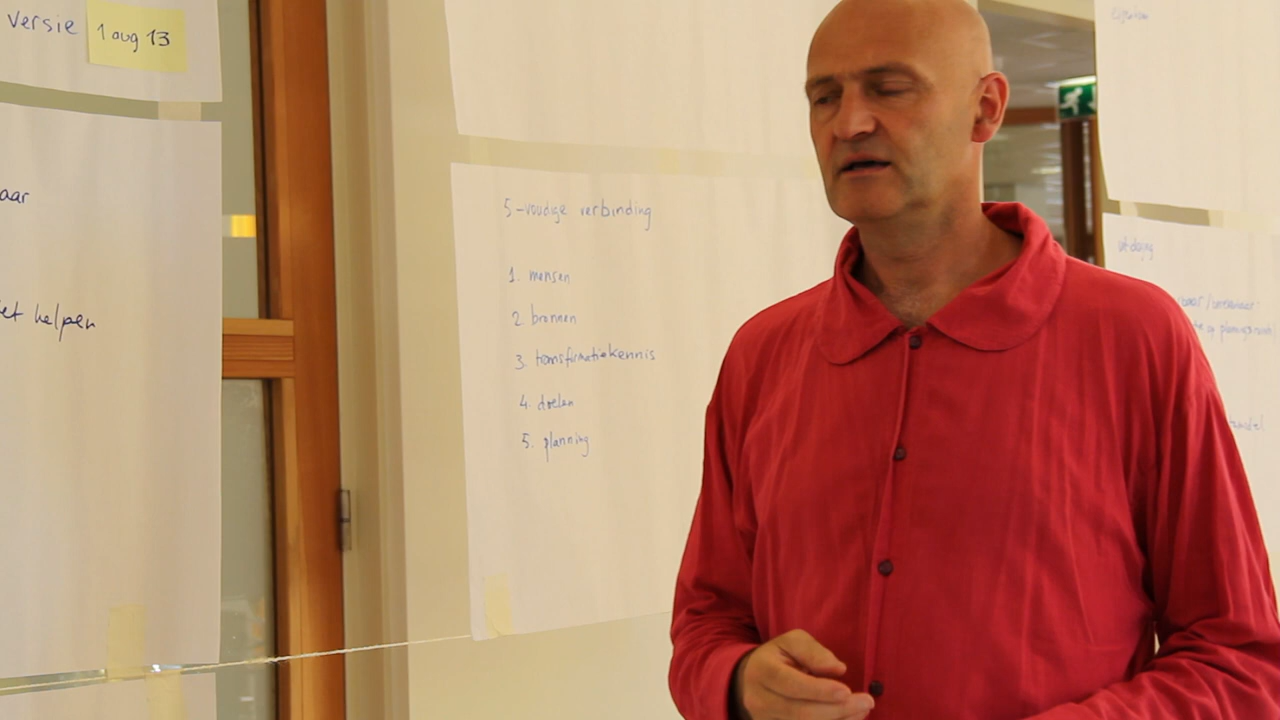 versie
1 aug 13
aar
et helpen
5-voudige verbinding
1. mensen
2 bronnen
3. transformatiekennis
4. doelen
5. planning